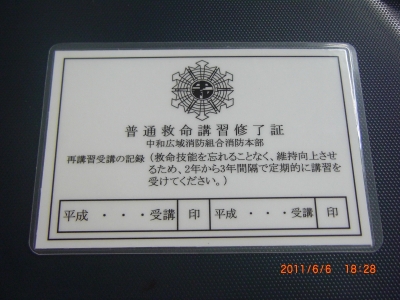 普通救命講習修了証
中和広域消防組合消防本部
再講習受講の記録(救命技能を忘れることなく、維持向上させ
るため、2年から3年間隔で定期的に講習を
受けてください。)
平成 ・ ・ ・ 受講 印 平成 ・ ・ ・ 受講 印
2011/6/6 18:28